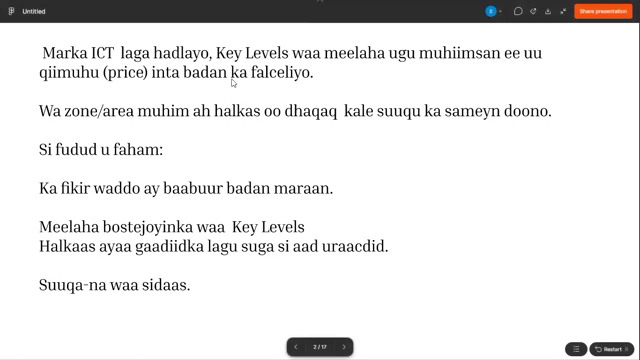 Untitled
Share presentation
Marka ICT laga hadlayo, Key Levels waa meelaha ugu muhiimsan ee uu
qiimuhu (price) inta badan ka falceliyo.
Wa zone/area muhim ah halkas oo dhaqaq kale suuqu ka sameyn doono.
Si fudud u faham:
Ka fikir waddo ay baabuur badan maraan.
Meelaha bostejoyinka waa Key Levels
Halkaas ayaa gaadiidka lagu suga si aad uraacdid.
Suuqa-na waa sidaas.
2 / 17
Restart R